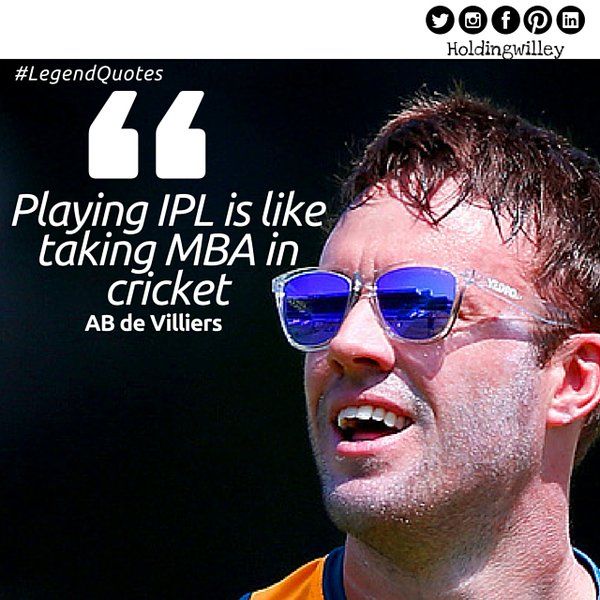 Holdingwilley
#LegendQuotes
“
Playing IPL is like
taking MBA in
cricket
AB de Villiers